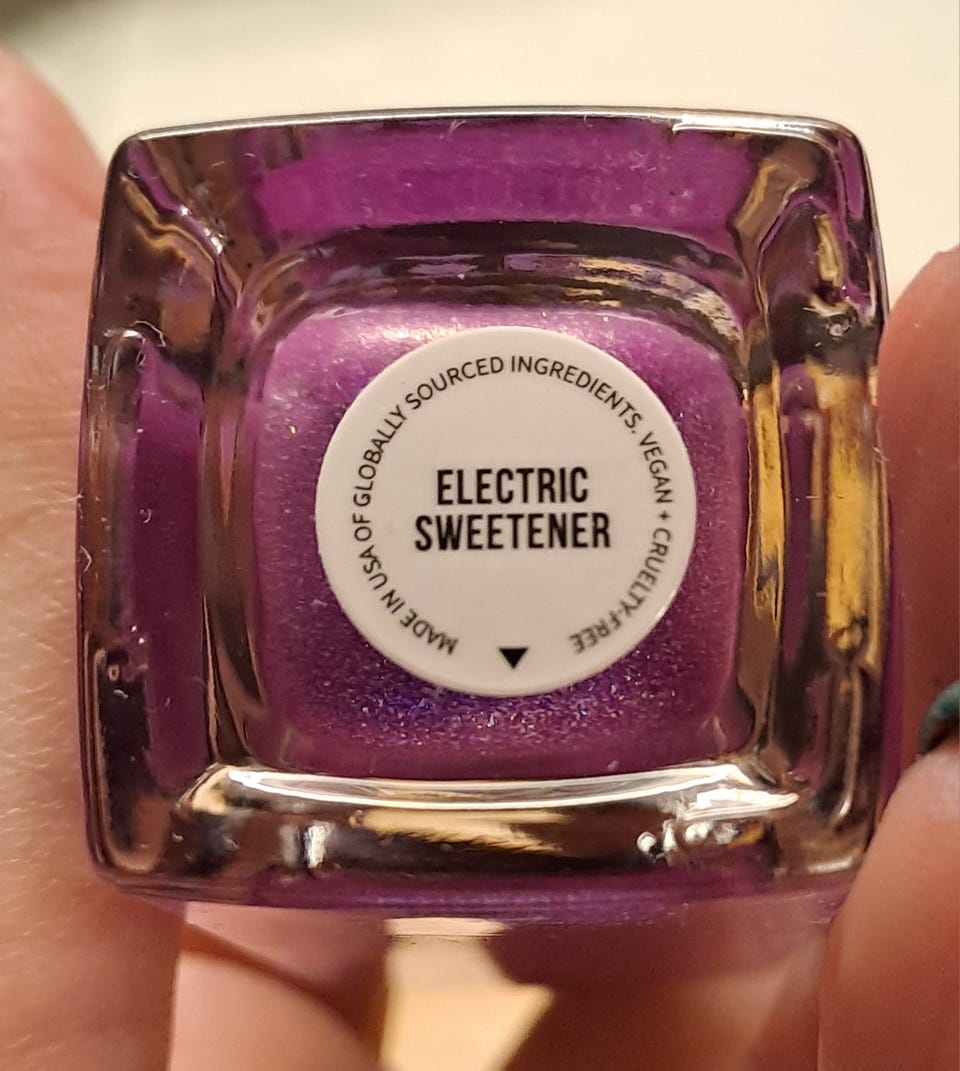 MADE IN USA OF GLOBALLY SOURCED INGREDIENTS. VEGAN + CRUELTY-FREE
ELECTRIC
SWEETENER